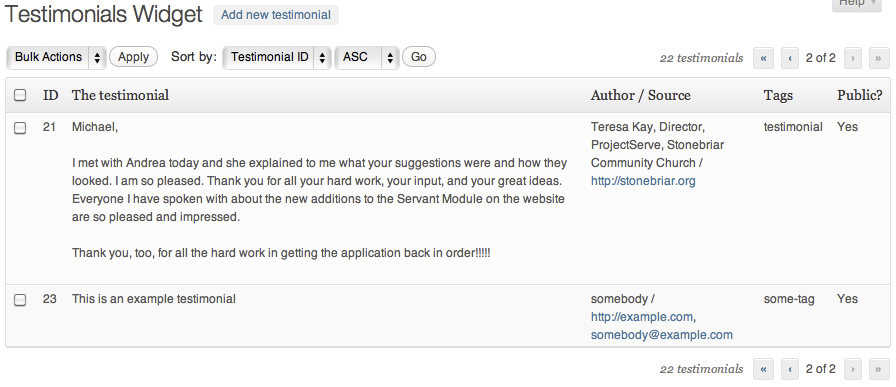 Testimonials Widget Add new testimonial Help
Bulk Actions Apply Sort by: Testimonial ID ASC Go 22 testimonials « ‹ 2 of 2 › »
ID The testimonial Author / Source Tags Public?
21 Michael, Teresa Kay, Director, testimonial Yes
ProjectServe, Stonebriar
I met with Andrea today and she explained to me what your suggestions were and how they Community Church /
looked. I am so pleased. Thank you for all your hard work, your input, and your great ideas. http://stonebriar.org
Everyone I have spoken with about the new additions to the Servant Module on the website
are so pleased and impressed.
Thank you, too, for all the hard work in getting the application back in order!!!!!
23 This is an example testimonial somebody / some-tag Yes
http://example.com,
somebody@example.com
22 testimonials « ‹ 2 of 2 › »